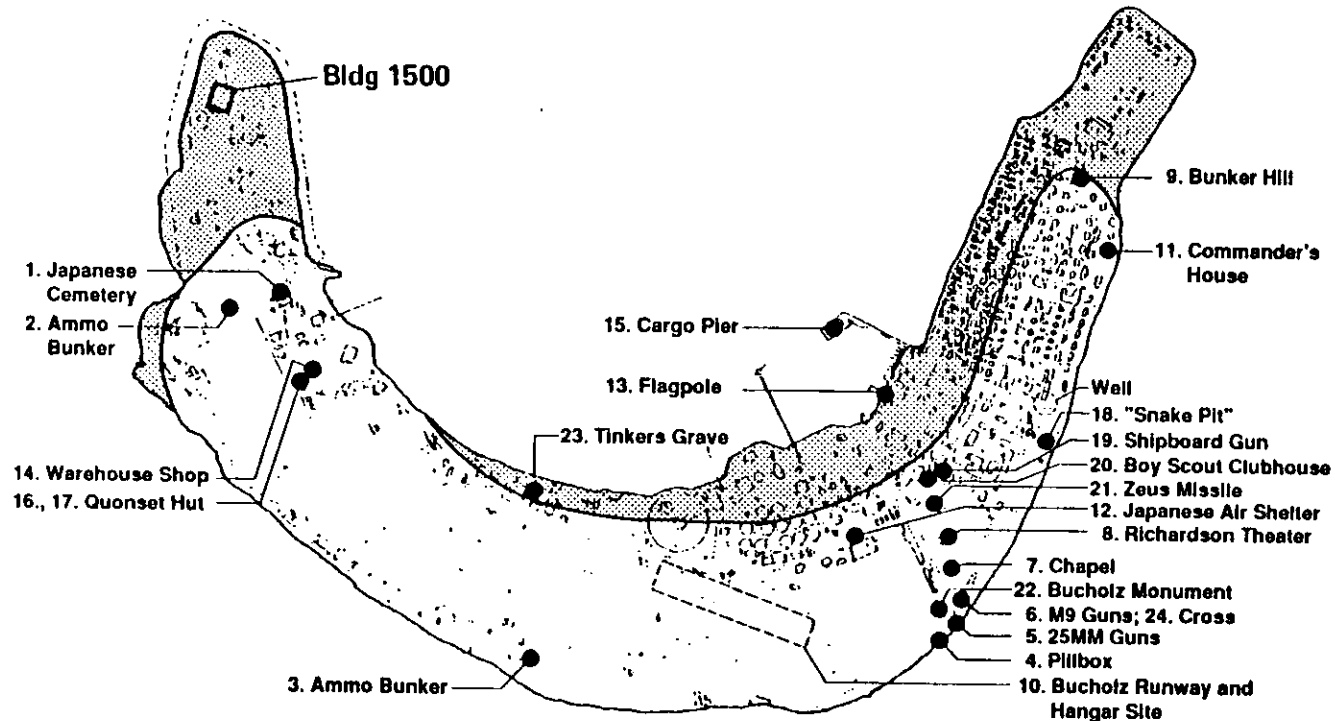 Bldg 1500
1. Japanese
Cemetery
2. Ammo
Bunker
14. Warehouse Shop
16., 17. Quonset Hut
3. Ammo Bunker
23. Tinkers Grave
15. Cargo Pier
13. Flagpole
9. Bunker Hill
11. Commander's
House
Well
18. "Snake Pit"
19. Shipboard Gun
20. Boy Scout Clubhouse
21. Zeus Missile
12. Japanese Air Shelter
8. Richardson Theater
7. Chapel
22. Bucholz Monument
6. M9 Guns; 24. Cross
5. 25MM Guns
4. Pillbox
10. Bucholz Runway and
Hangar Site